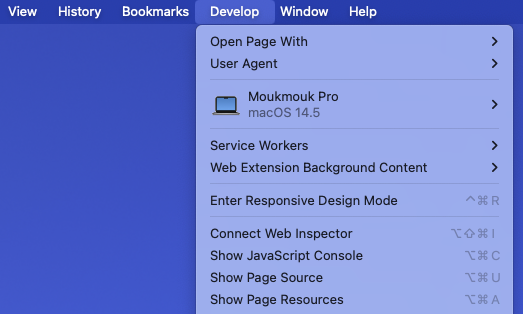 View History Bookmarks Develop Window Help
Open Page With
User Agent
Moukmouk Pro
macOS 14.5
Service Workers
Web Extension Background Content
Enter Responsive Design Mode ^⌘R
Connect Web Inspector ⌥⇧⌘I
Show JavaScript Console ⌥⌘C
Show Page Source ⌥⌘U
Show Page Resources ⌥⌘A